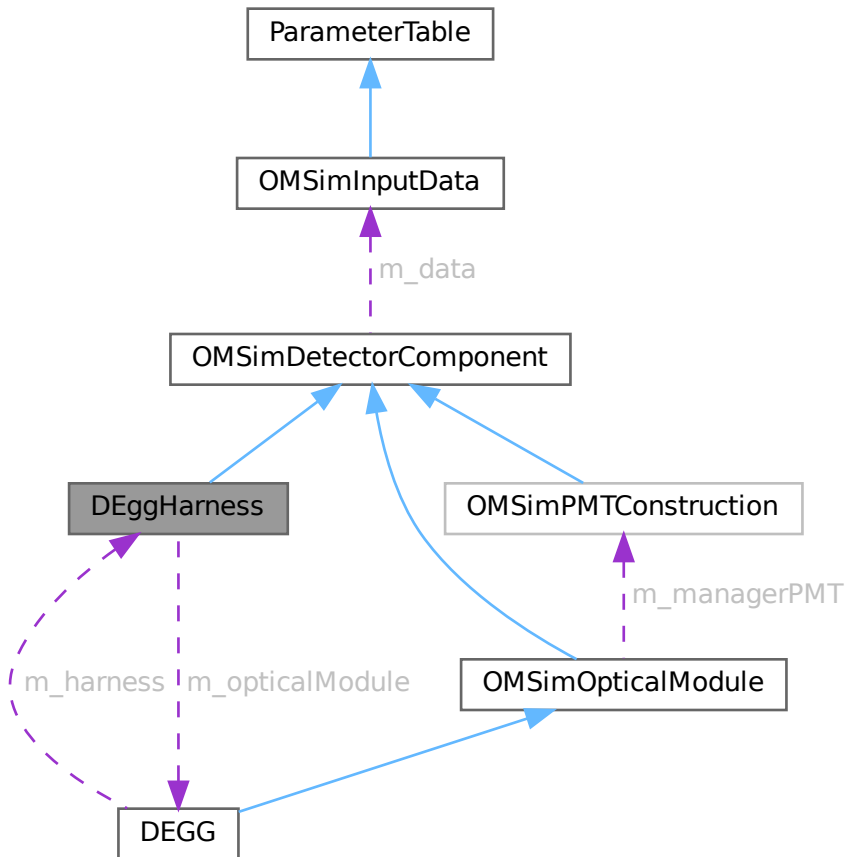 ParameterTable
OMSimInputData
m_data
OMSimDetectorComponent
DEggHarness
OMSimPMTConstruction
m_managerPMT
m_harness
m_opticalModule
OMSimOpticalModule
DEGG